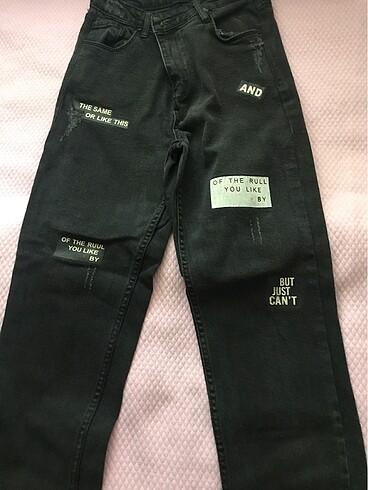 AND
THE SAME
OR LIKE THIS
OF THE RULL
YOU LIKE
BY
OF THE RUUL
YOU LIKE
BY
BUT
JUST
CAN'T